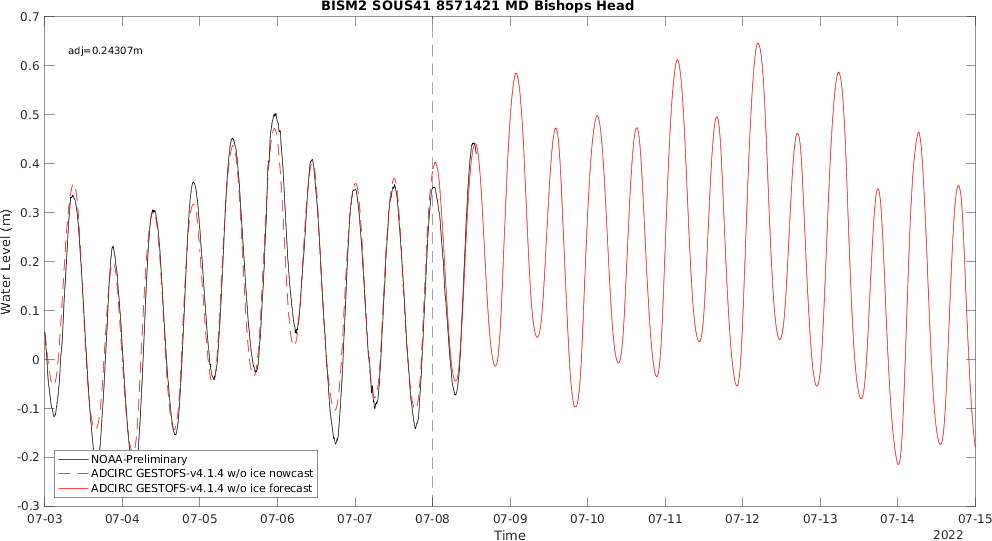 BISM2 SOUS41 8571421 MD Bishops Head
adj=0.24307m
Water Level (m)
0.7
0.6
0.5
0.4
0.3
0.2
0.1
0
-0.1
-0.2
-0.3
NOAA-Preliminary
ADCIRC GESTOFS-v4.1.4 w/o ice nowcast
ADCIRC GESTOFS-v4.1.4 w/o ice forecast
07-03 07-04 07-05 07-06 07-07 07-08 07-09 07-10 07-11 07-12 07-13 07-14 07-15
Time
2022